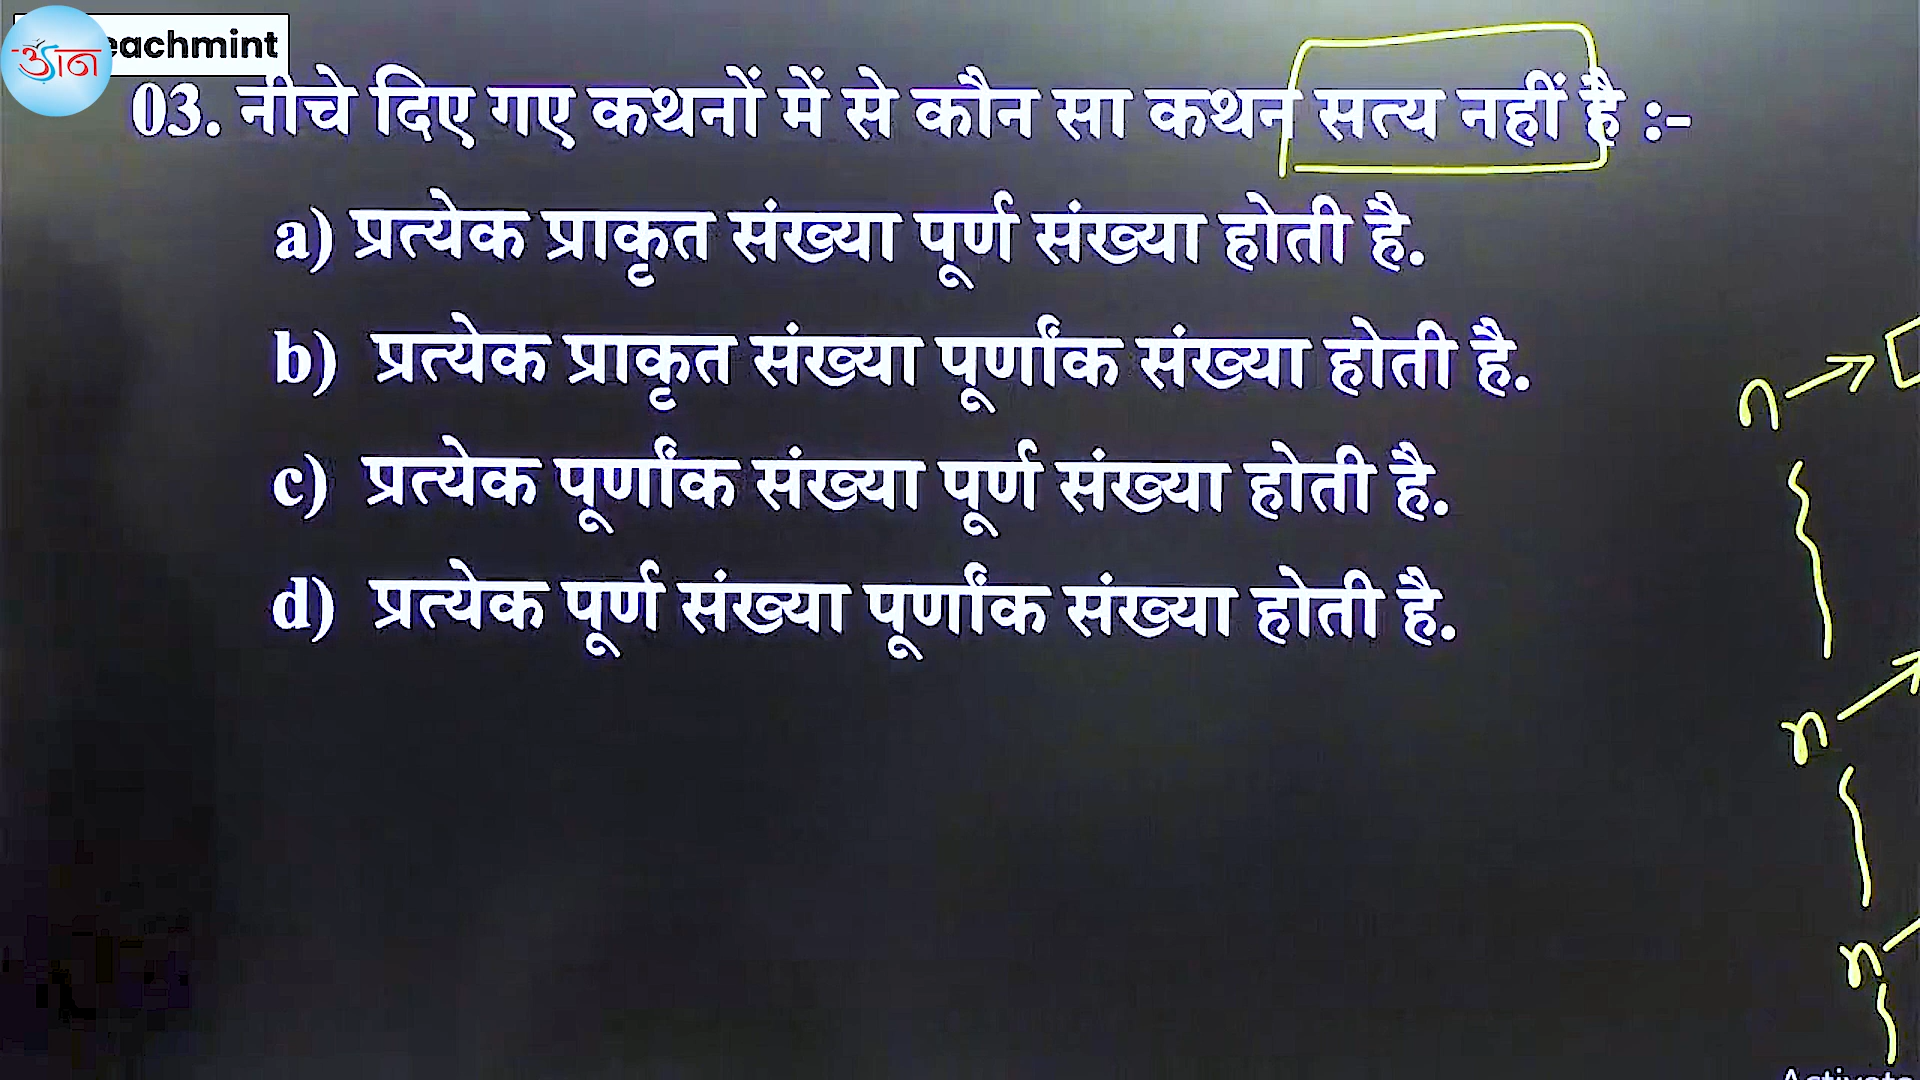 eachmint
ज्ञान
03. नीचे दिए गए कथनों में से कौन सा कथन सत्य नहीं है :-
a) प्रत्येक प्राकृत संख्या पूर्ण संख्या होती है.
b) प्रत्येक प्राकृत संख्या पूर्णांक संख्या होती है.
n
c) प्रत्येक पूर्णांक संख्या पूर्ण संख्या होती है.
d) प्रत्येक पूर्ण संख्या पूर्णांक संख्या होती है.
n
n